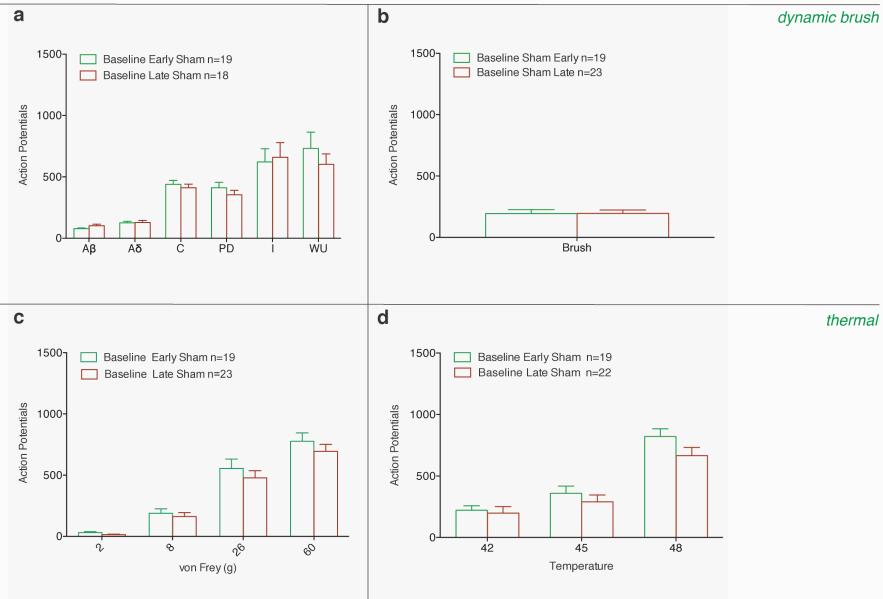 a
Baseline Early Sham n=19
Baseline Late Sham n=18
Action Potentials
1500
1000
500
0
Aβ Aδ C PD I WU
b
dynamic brush
Baseline Sham Early n=19
Baseline Sham Late n=23
Action Potentials
1500
1000
500
0
Brush
c
Baseline Early Sham n=19
Baseline Late Sham n=23
Action Potentials
1500
1000
500
0
2 8 26 60
von Frey (g)
d
thermal
Baseline Early Sham n=19
Baseline Late Sham n=22
Action Potentials
1500
1000
500
0
42 45 48
Temperature